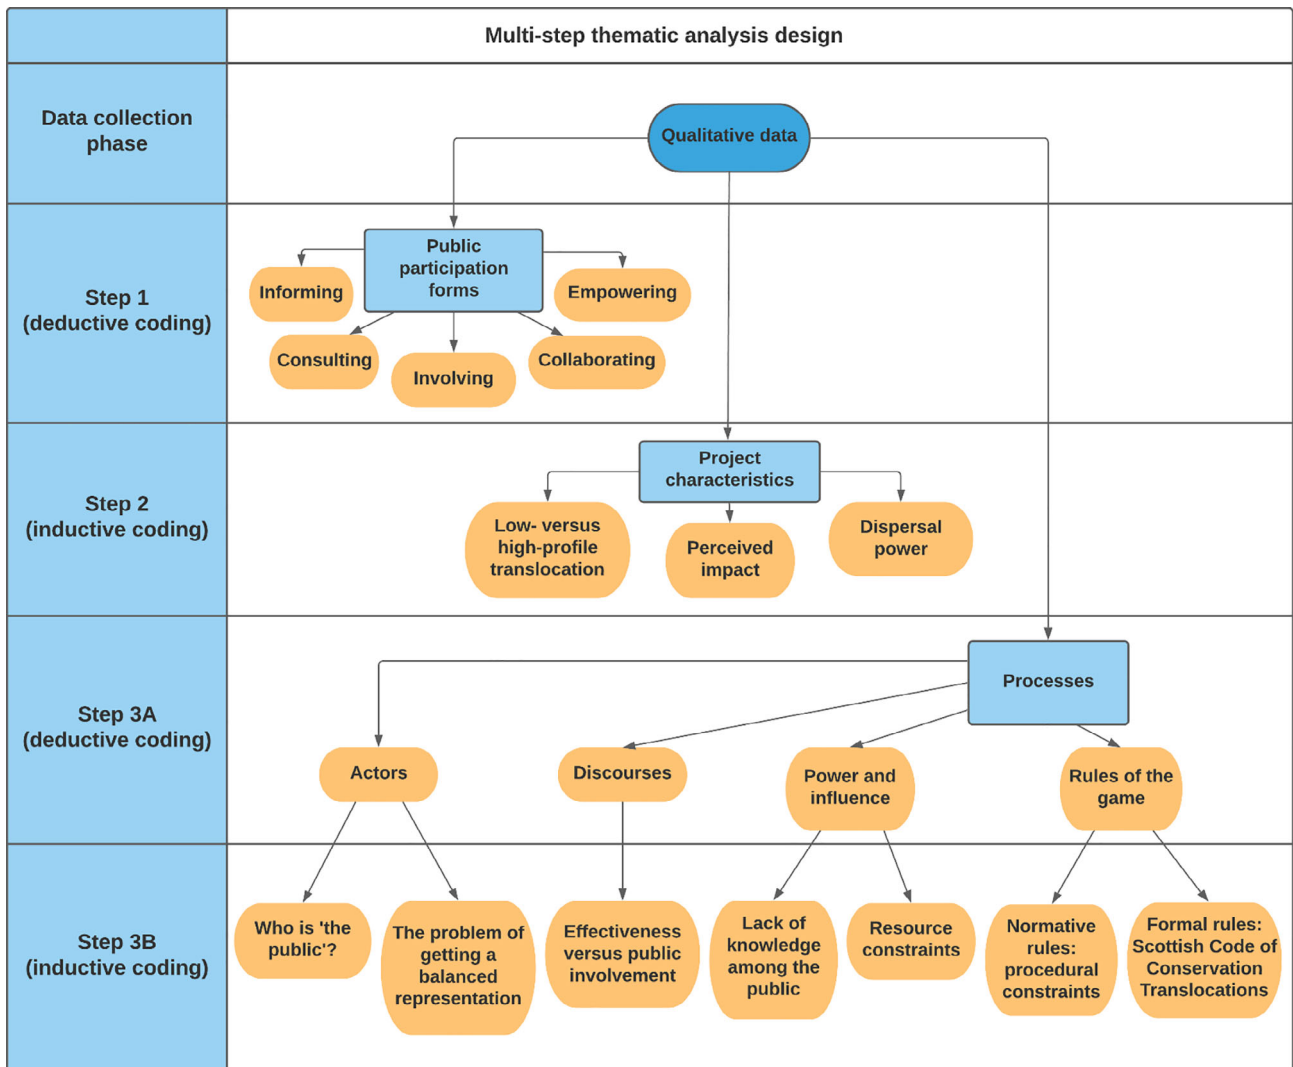 Multi-step thematic analysis design
Data collection
phase
Qualitative data
Step 1
(deductive coding)
Public
participation
forms
Informing
Empowering
Consulting
Involving
Collaborating
Step 2
(inductive coding)
Project
characteristics
Low- versus
high-profile
translocation
Perceived
impact
Dispersal
power
Step 3A
(deductive coding)
Processes
Actors
Discourses
Power and
influence
Rules of the
game
Step 3B
(inductive coding)
Who is 'the
public'?
The problem of
getting a
balanced
representation
Effectiveness
versus public
involvement
Lack of
knowledge
among the
public
Resource
constraints
Normative
rules:
procedural
constraints
Formal rules:
Scottish Code of
Conservation
Translocations